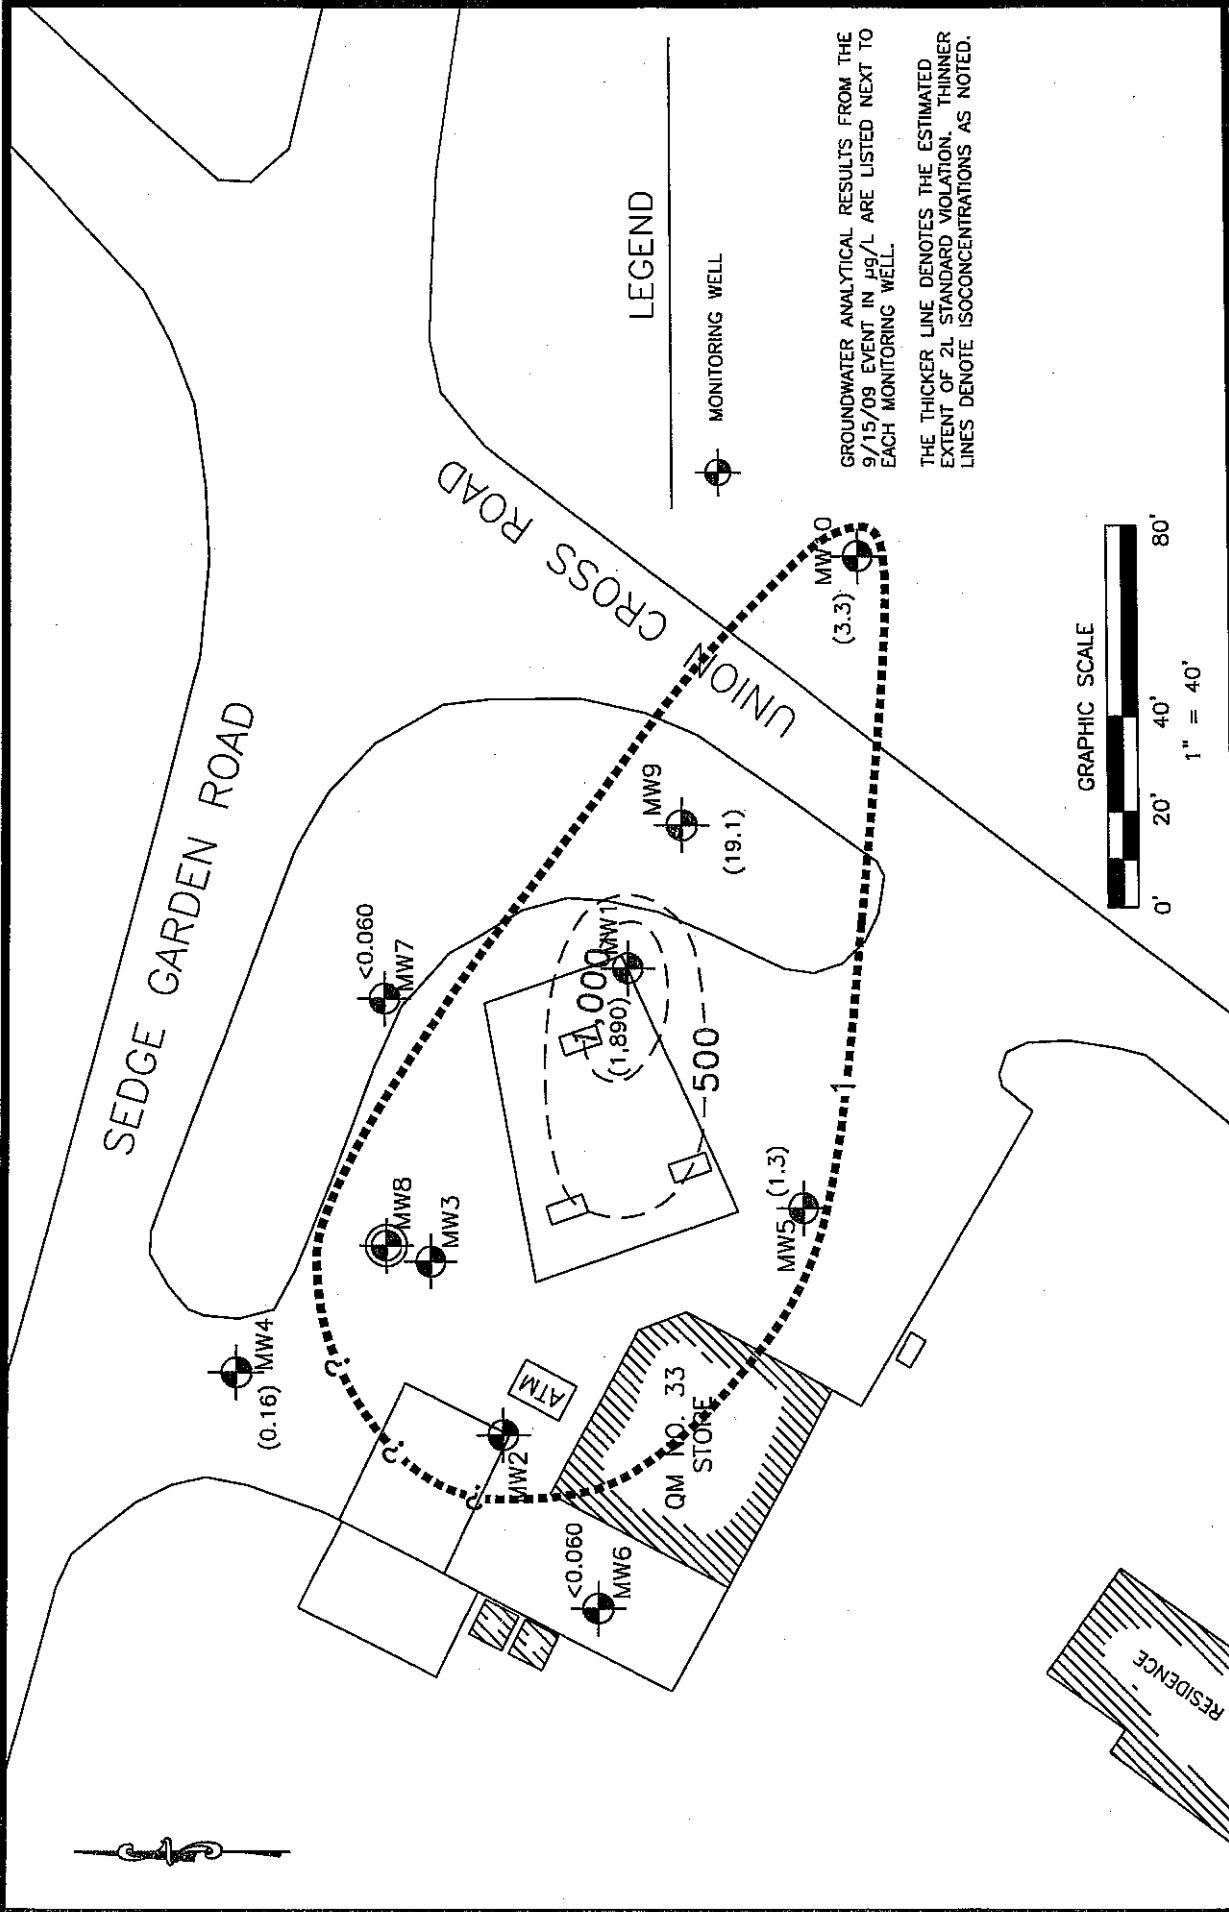 SEDGE GARDEN ROAD
UNION CROSS ROAD
LEGEND
MONITORING WELL
GROUNDWATER ANALYTICAL RESULTS FROM THE
9/15/09 EVENT IN µg/L ARE LISTED NEXT TO
EACH MONITORING WELL.
THE THICKER LINE DENOTES THE ESTIMATED
EXTENT OF 2L STANDARD VIOLATION. THINNER
LINES DENOTE ISOCONCENTRATIONS AS NOTED.
GRAPHIC SCALE
0' 20' 40' 80'
1" = 40'
MW4
(0.16)
<0.060
MW7
MW8
MW3
?
?
?
ATM
MW2
<0.060
MW6
QM NO. 33
STORE
MW5
(1.3)
1
500
1,000
(1,890)
MW1
MW9
(19.1)
(3.3)
RESIDENCE